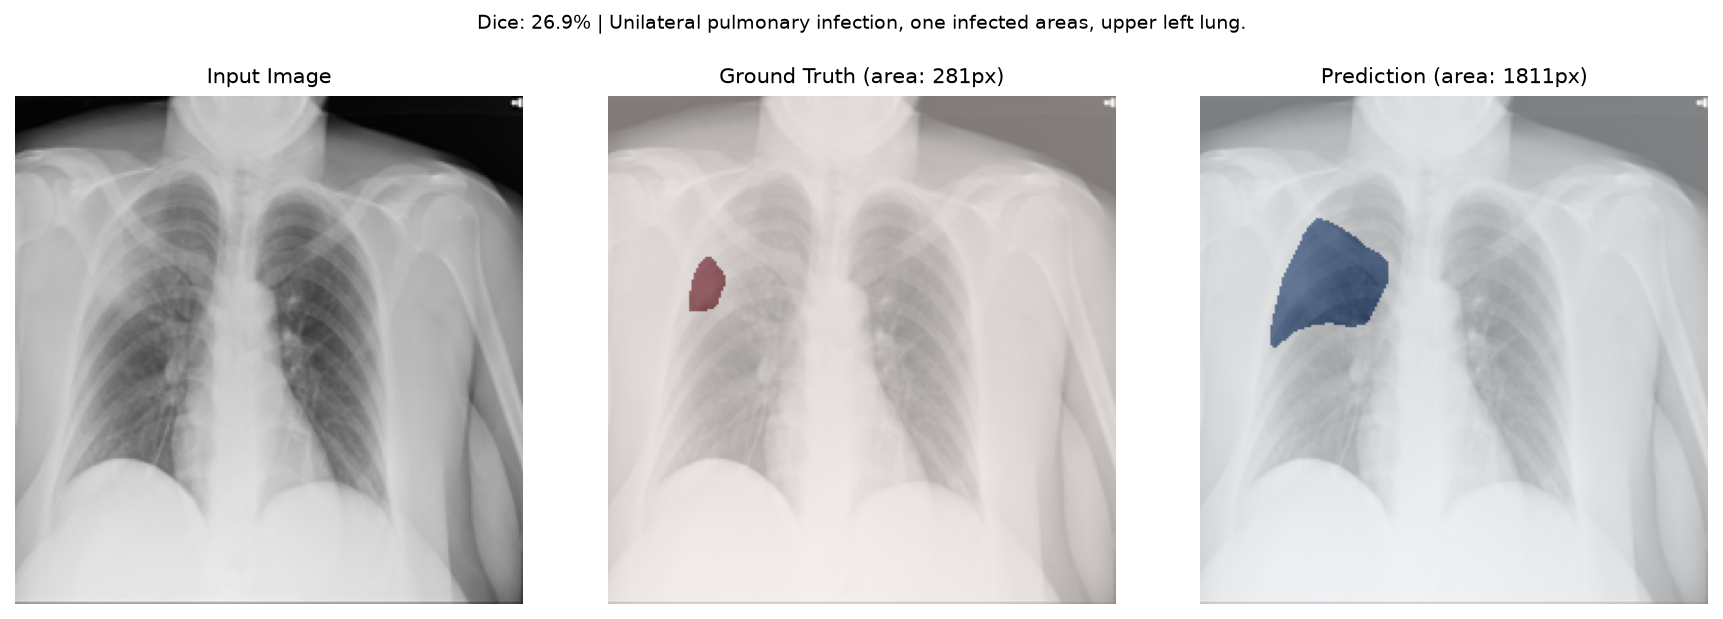 Dice: 26.9% | Unilateral pulmonary infection, one infected areas, upper left lung.
Input Image
Ground Truth (area: 281px)
Prediction (area: 1811px)